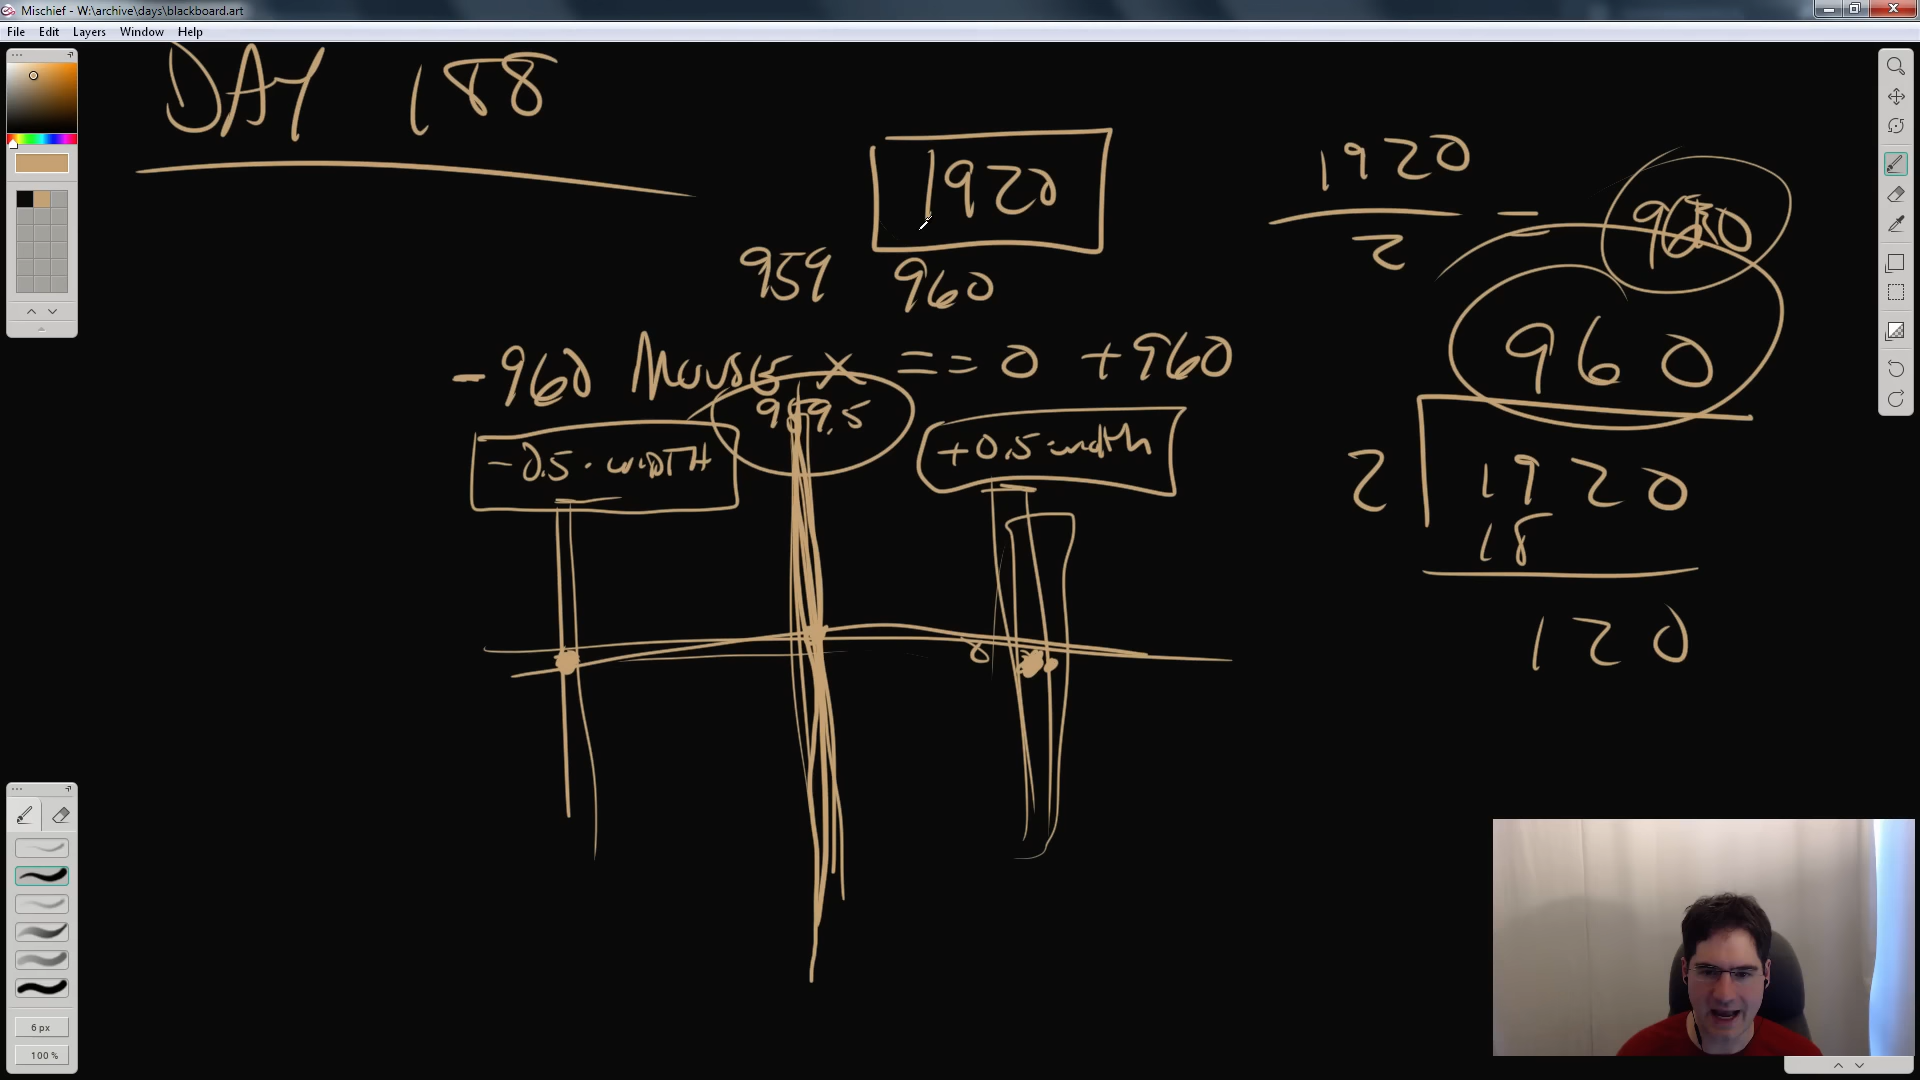 Mischief - W:\archive\days\blackboard.art
File Edit Layers Window Help
DAY 188
1920
959 960
-960 Mouse x == 0 +960
959.5
-0.5 · WIDTH
+0.5 · width
1920
2
=
960
2
1920
18
120
6 px
100 %